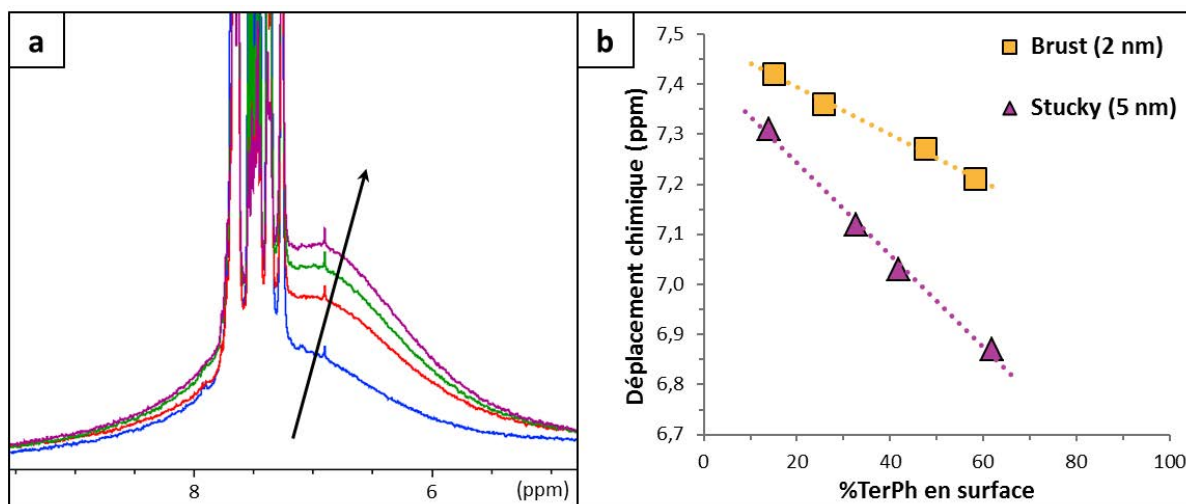 a
8
6
(ppm)
b
Déplacement chimique (ppm)
7,5
7,4
7,3
7,2
7,1
7,0
6,9
6,8
6,7
Brust (2 nm)
Stucky (5 nm)
0
20
40
60
80
100
%TerPh en surface